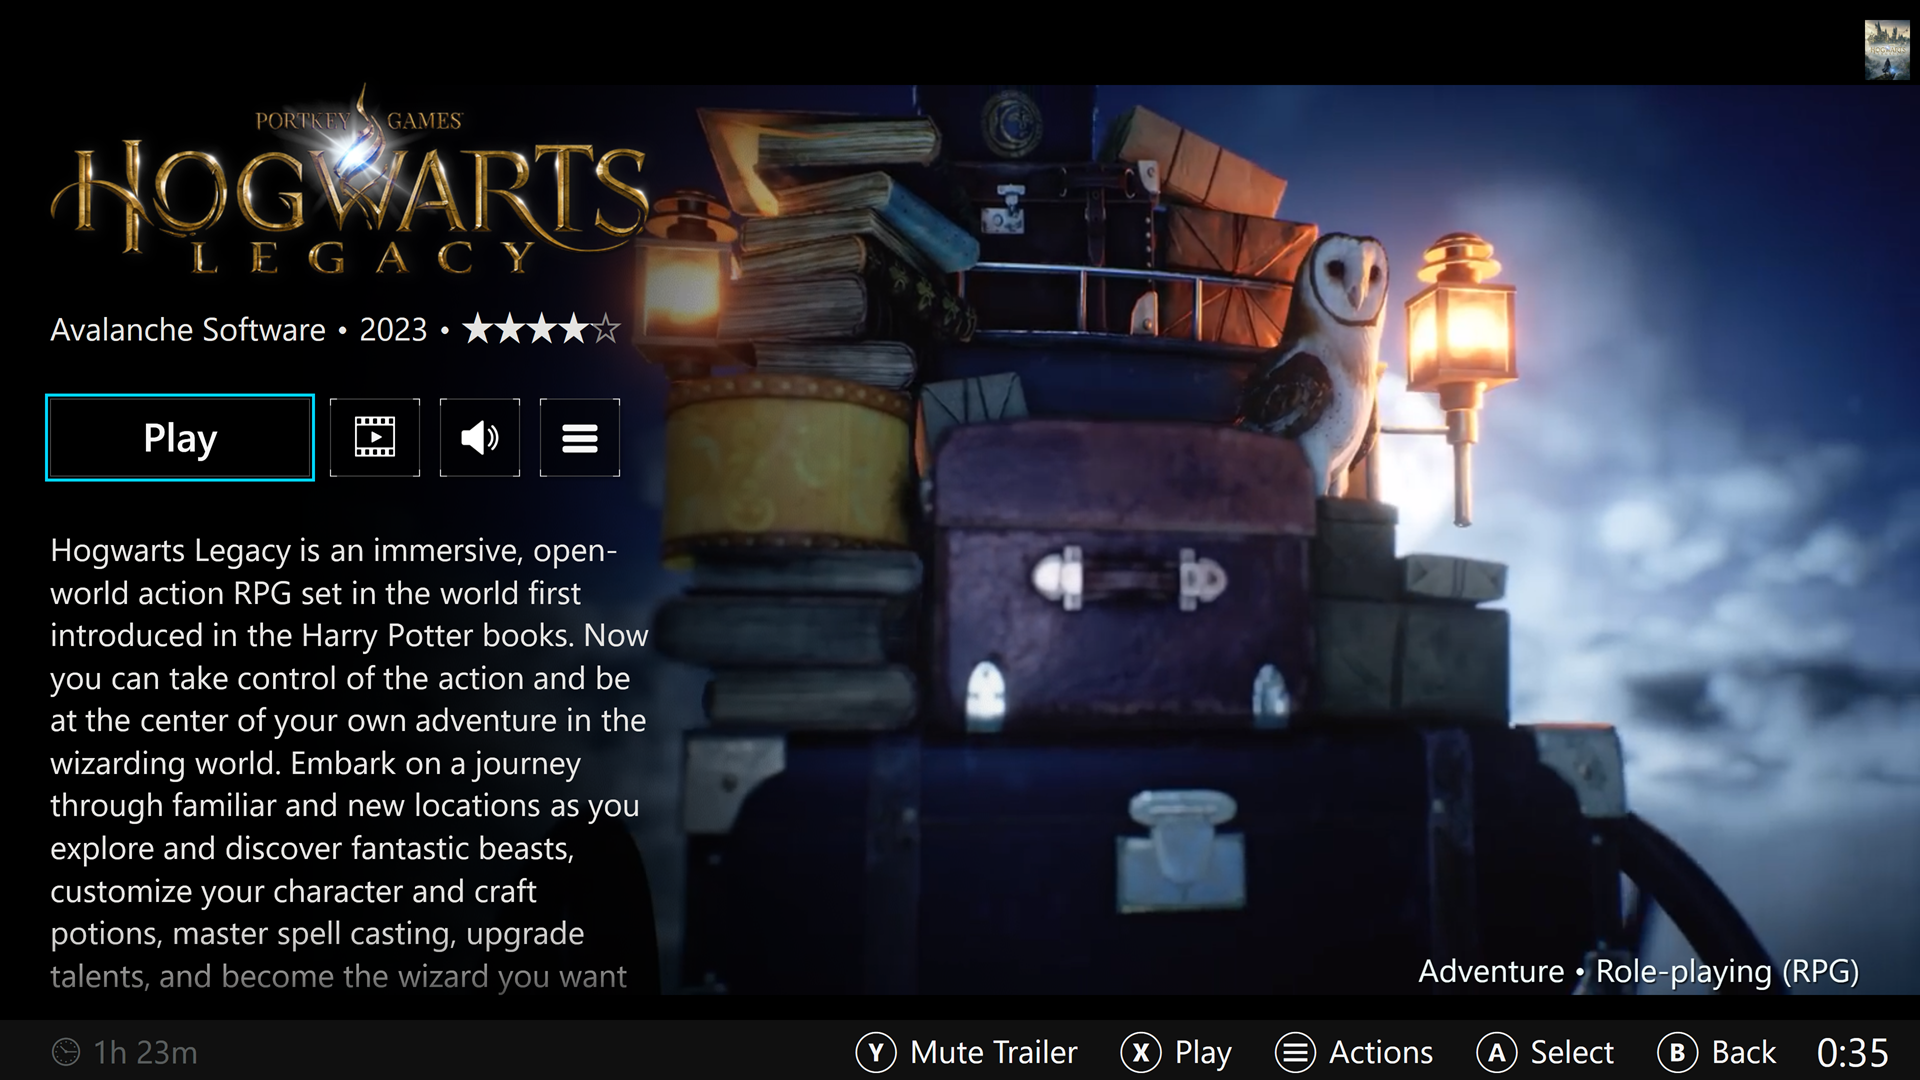 PORTKEY GAMES
HOGWARTS
LEGACY
Avalanche Software • 2023 • ★★★★☆
Play
Hogwarts Legacy is an immersive, open-
world action RPG set in the world first
introduced in the Harry Potter books. Now
you can take control of the action and be
at the center of your own adventure in the
wizarding world. Embark on a journey
through familiar and new locations as you
explore and discover fantastic beasts,
customize your character and craft
potions, master spell casting, upgrade
talents, and become the wizard you want
Adventure • Role-playing (RPG)
1h 23m
Y Mute Trailer
X Play
Actions
A Select
B Back
0:35